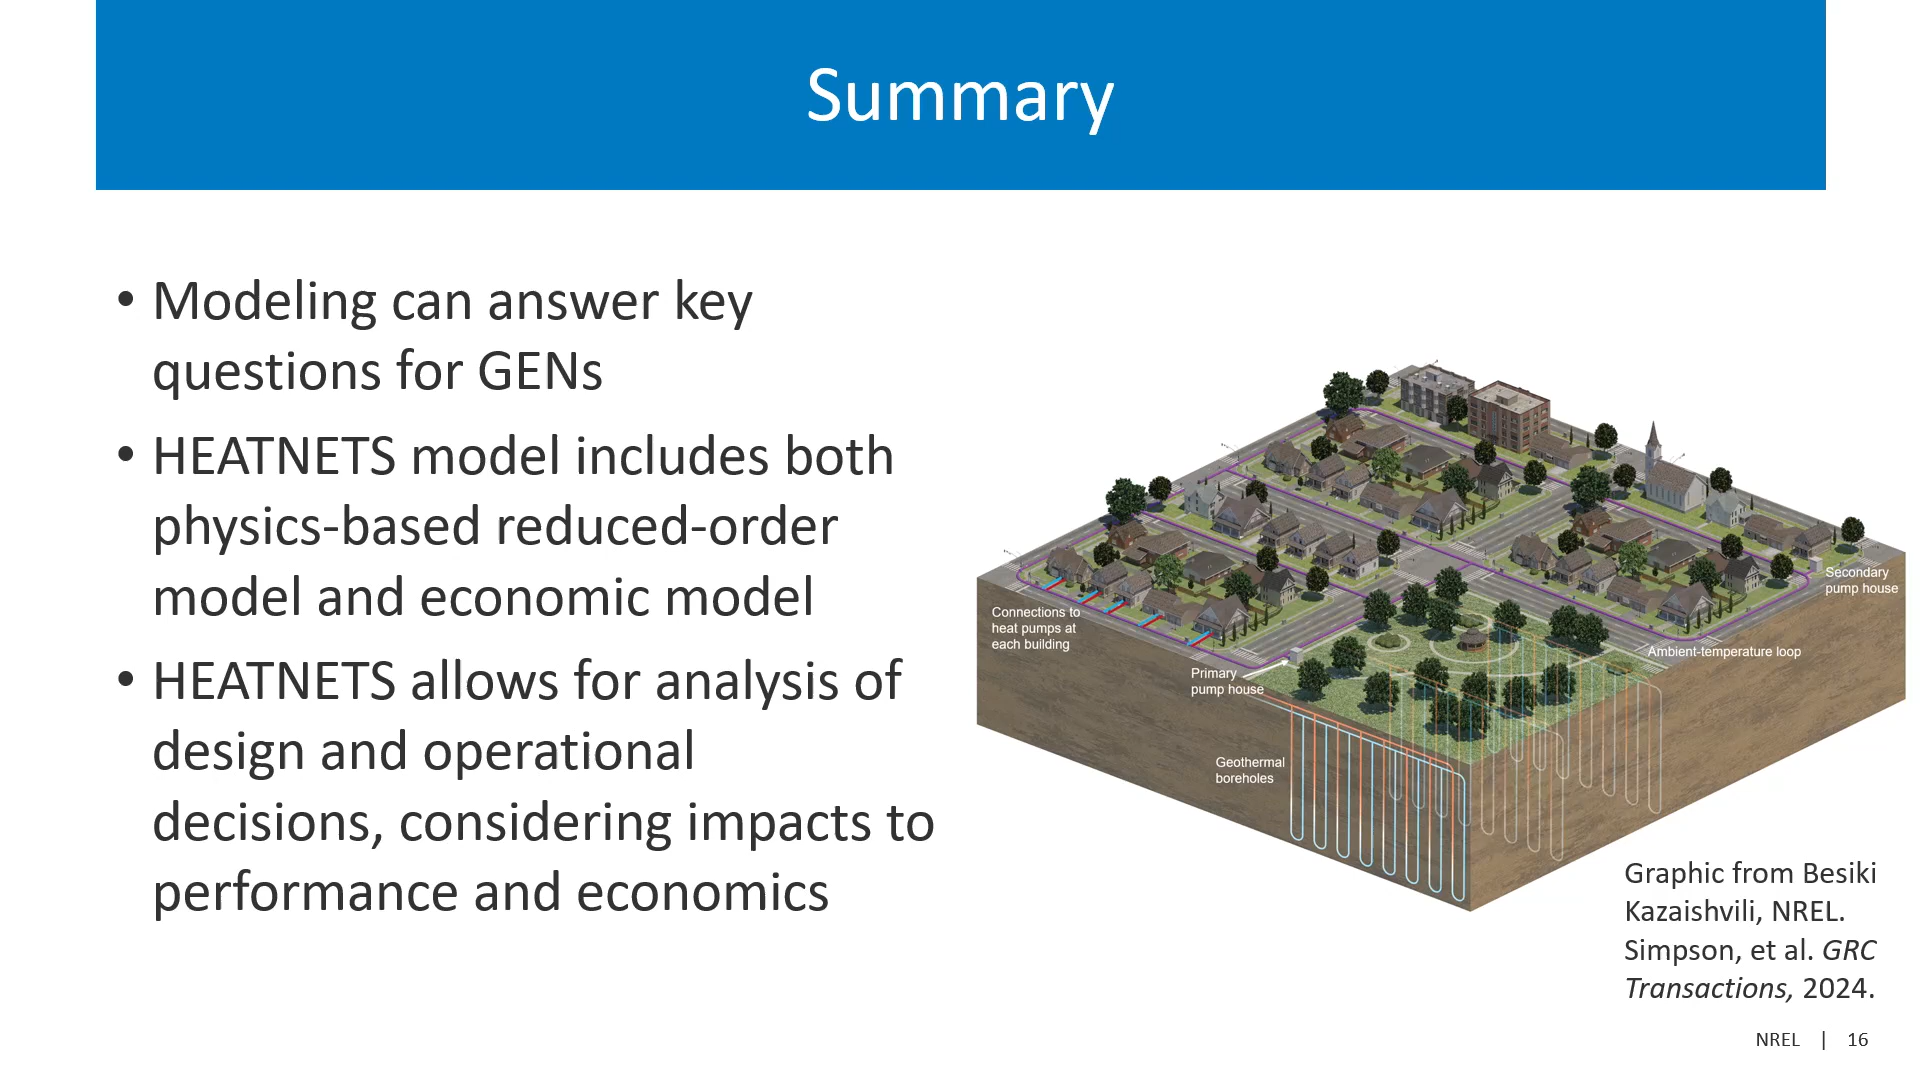 Summary
• Modeling can answer key
questions for GENs
• HEATNETS model includes both
physics-based reduced-order
model and economic model
• HEATNETS allows for analysis of
design and operational
decisions, considering impacts to
performance and economics
Connections to
heat pumps at
each building
Primary
pump house
Geothermal
boreholes
Secondary
pump house
Ambient-temperature loop
Graphic from Besiki
Kazaishvili, NREL.
Simpson, et al. GRC
Transactions, 2024.
NREL | 16